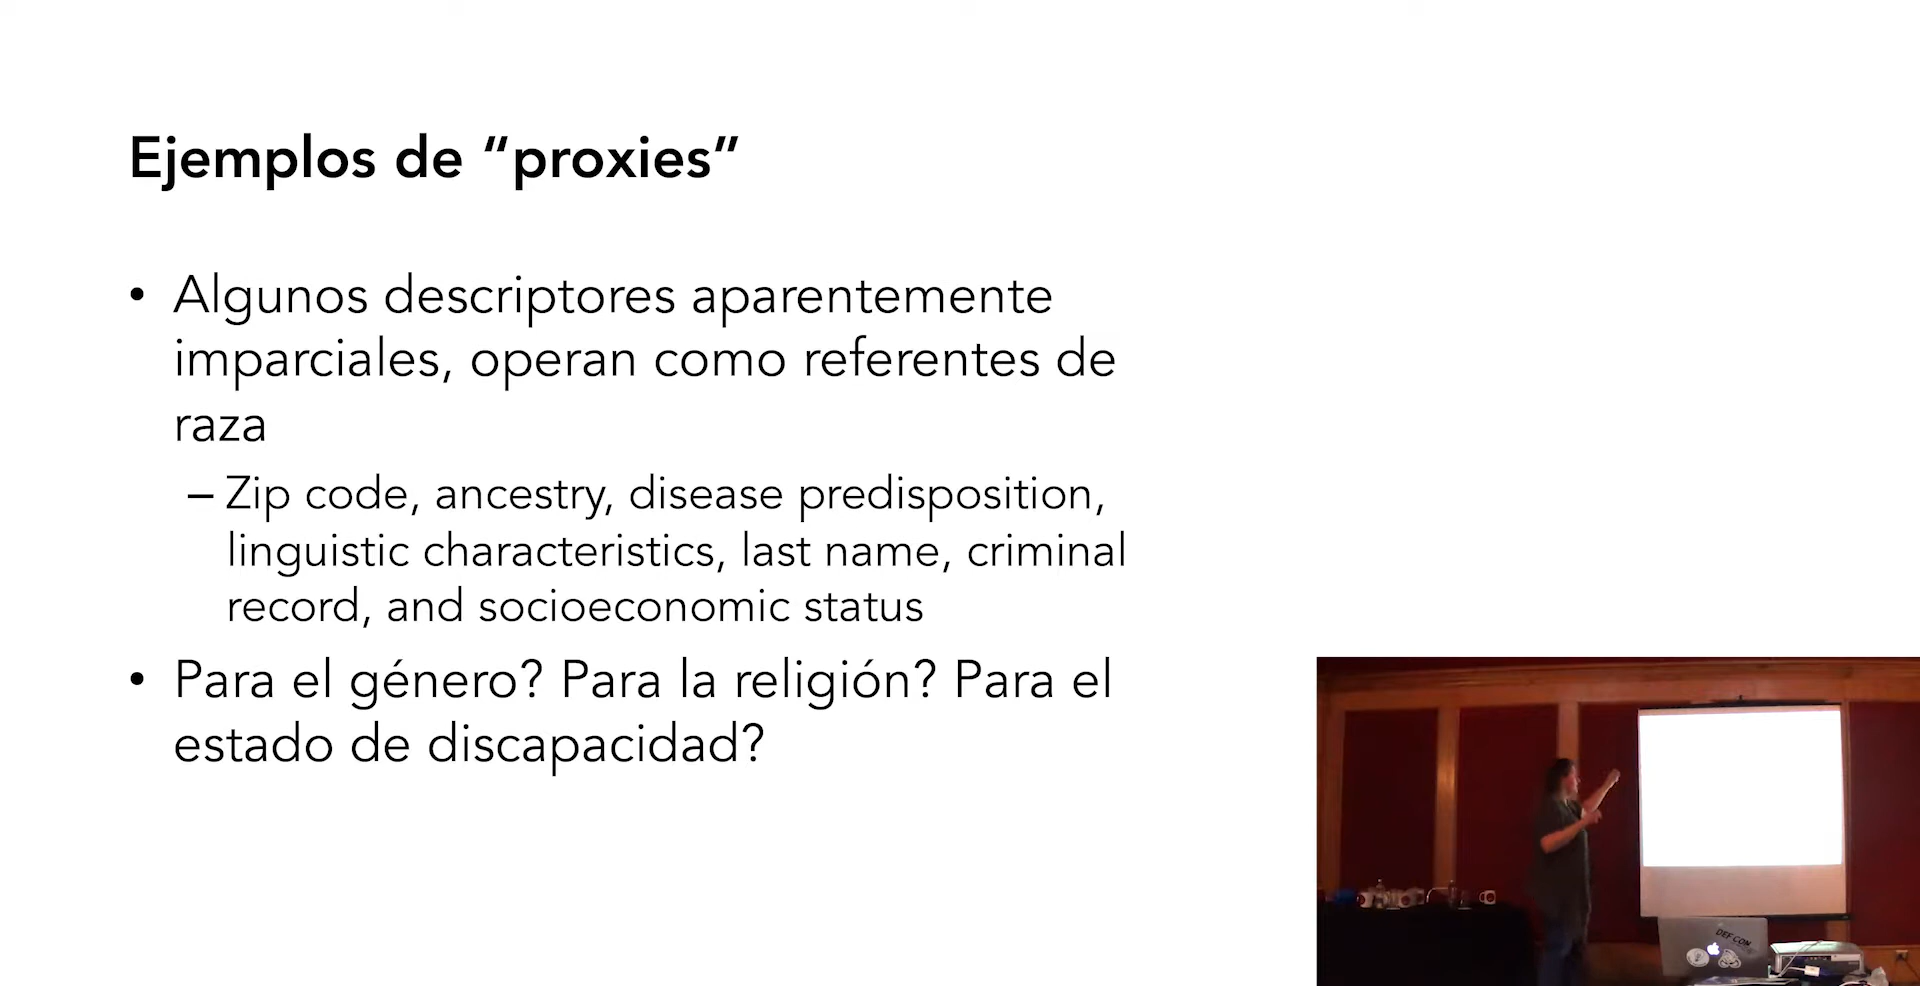 Ejemplos de “proxies”
• Algunos descriptores aparentemente
imparciales, operan como referentes de
raza
– Zip code, ancestry, disease predisposition,
linguistic characteristics, last name, criminal
record, and socioeconomic status
• Para el género? Para la religión? Para el
estado de discapacidad?
DEFCON